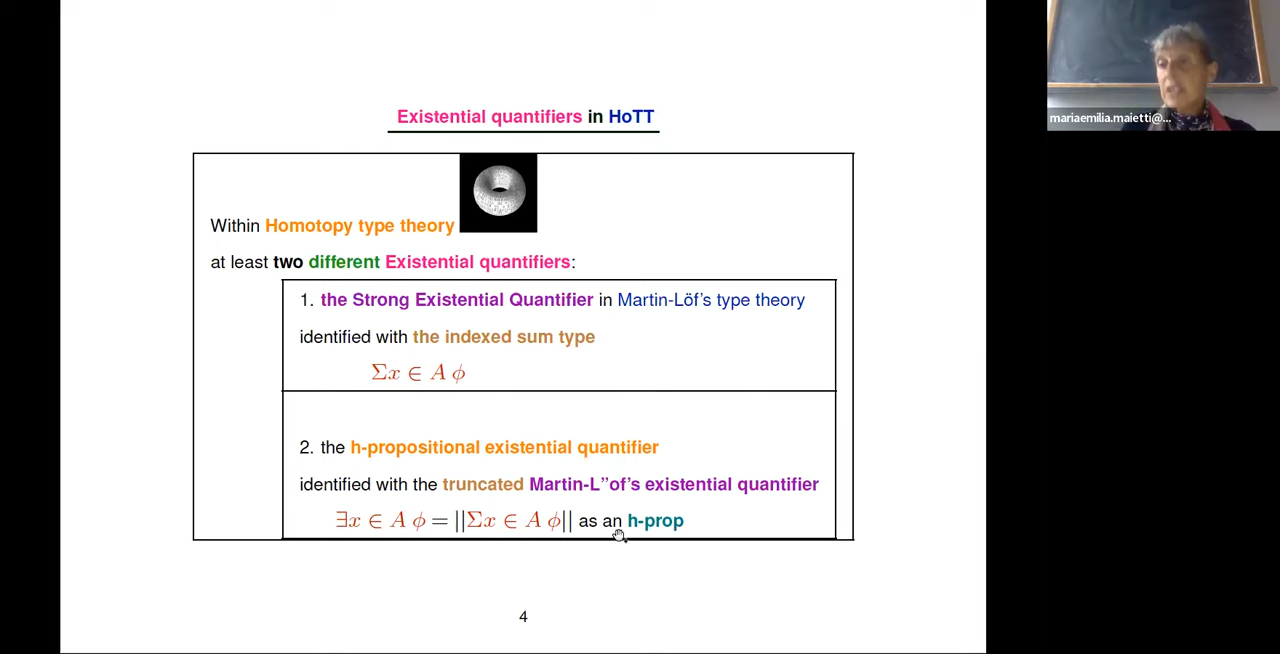 Existential quantifiers in HoTT
Within Homotopy type theory
at least two different Existential quantifiers:
1. the Strong Existential Quantifier in Martin-Löf's type theory
identified with the indexed sum type
Σx ∈ A ϕ
2. the h-propositional existential quantifier
identified with the truncated Martin-L”of's existential quantifier
∃x ∈ A ϕ = ||Σx ∈ A ϕ|| as an h-prop
4
mariaemilia.maietti@...